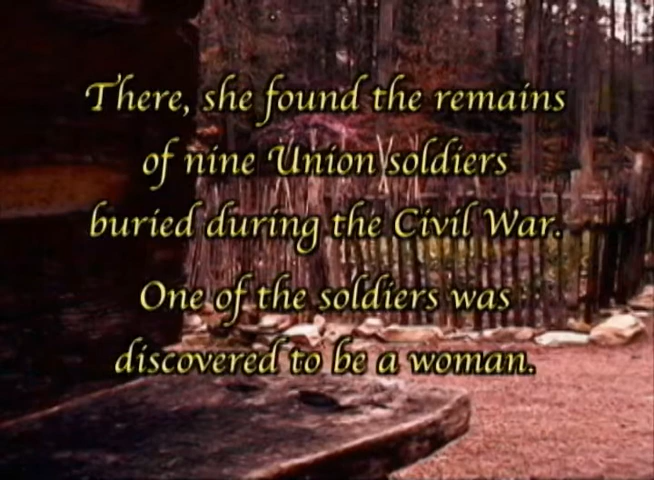 There, she found the remains
of nine Union soldiers
buried during the Civil War.
One of the soldiers was
discovered to be a woman.